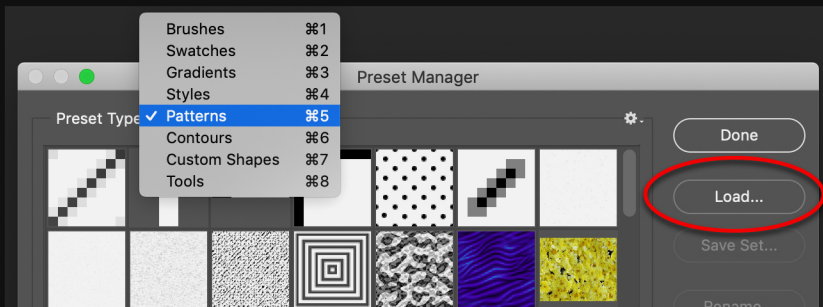 Brushes ⌘1
Swatches ⌘2
Gradients ⌘3
Styles ⌘4
✓ Patterns ⌘5
Contours ⌘6
Custom Shapes ⌘7
Tools ⌘8
Preset Manager
Preset Type
Done
Load...
Save Set...
Rename...